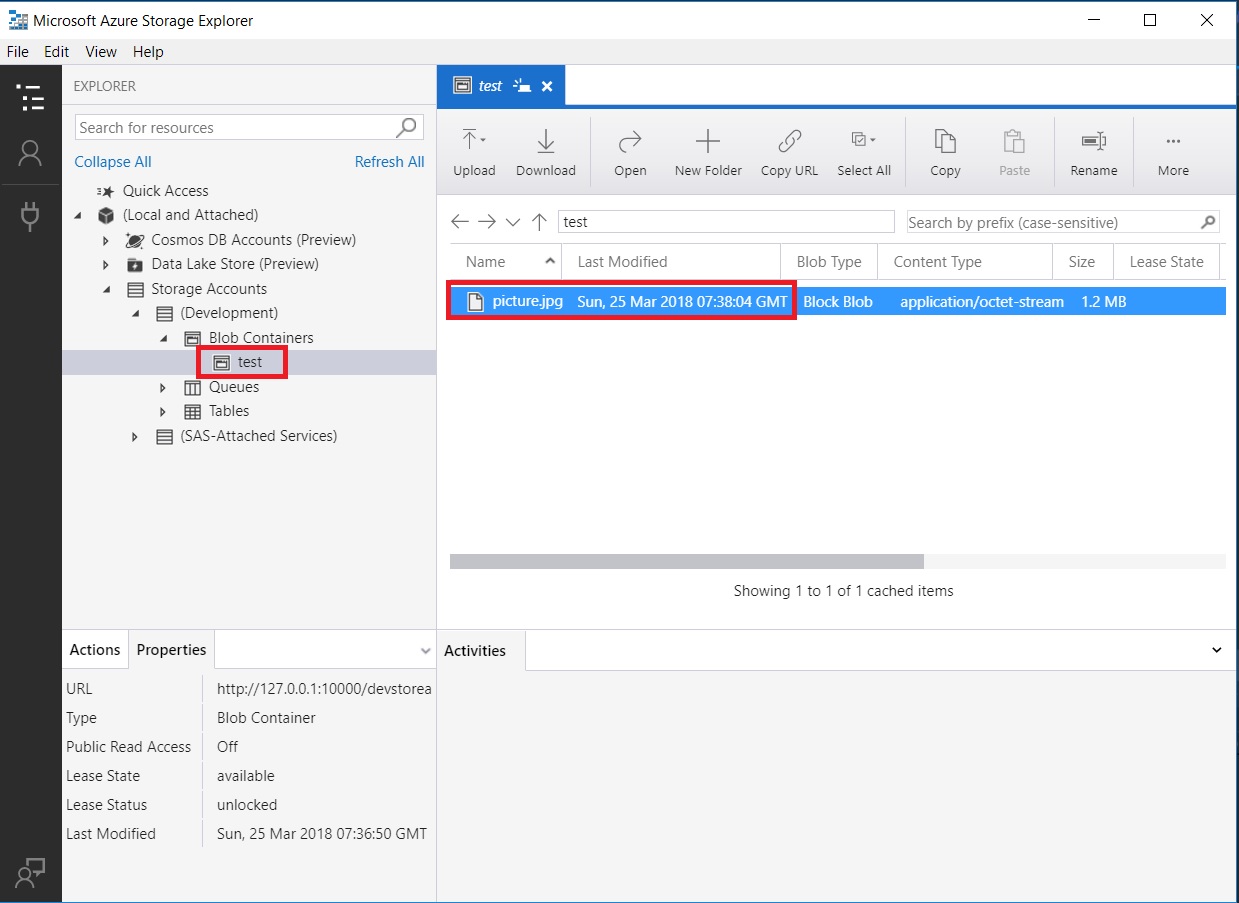 Microsoft Azure Storage Explorer
File Edit View Help
EXPLORER
Search for resources
Collapse All Refresh All
Quick Access
(Local and Attached)
Cosmos DB Accounts (Preview)
Data Lake Store (Preview)
Storage Accounts
(Development)
Blob Containers
test
Queues
Tables
(SAS-Attached Services)
Actions Properties
URL http://127.0.0.1:10000/devstorea
Type Blob Container
Public Read Access Off
Lease State available
Lease Status unlocked
Last Modified Sun, 25 Mar 2018 07:36:50 GMT
test
Upload Download Open New Folder Copy URL Select All Copy Paste Rename More
test Search by prefix (case-sensitive)
Name Last Modified Blob Type Content Type Size Lease State
picture.jpg Sun, 25 Mar 2018 07:38:04 GMT Block Blob application/octet-stream 1.2 MB
Showing 1 to 1 of 1 cached items
Activities